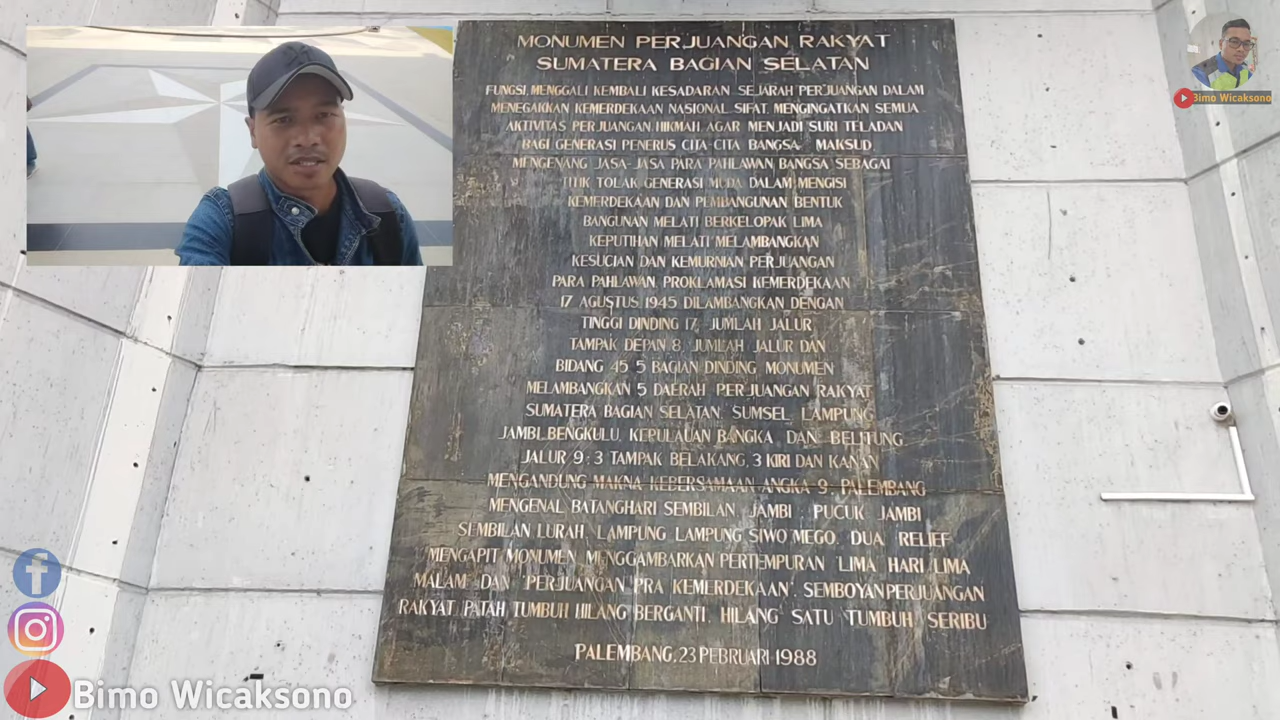 MONUMEN PERJUANGAN RAKYAT
SUMATERA BAGIAN SELATAN
FUNGSI, MENGGALI KEMBALI KESADARAN SEJARAH PERJUANGAN DALAM
MENEGAKKAN KEMERDEKAAN NASIONAL. SIFAT, MENGINGATKAN SEMUA
AKTIVITAS PERJUANGAN. HIKMAH, AGAR MENJADI SURI TELADAN
BAGI GENERASI PENERUS CITA-CITA BANGSA. MAKSUD,
MENGENANG JASA-JASA PARA PAHLAWAN BANGSA SEBAGAI
TITIK TOLAK GENERASI MUDA DALAM MENGISI
KEMERDEKAAN DAN PEMBANGUNAN BENTUK
BANGUNAN MELATI BERKELOPAK LIMA
KEPUTIHAN MELATI MELAMBANGKAN
KESUCIAN DAN KEMURNIAN PERJUANGAN
PARA PAHLAWAN, PROKLAMASI KEMERDEKAAN
17 AGUSTUS 1945 DILAMBANGKAN DENGAN
TINGGI DINDING 17, JUMLAH JALUR
TAMPAK DEPAN 8, JUMLAH JALUR DAN
BIDANG 45. 5 BAGIAN DINDING MONUMEN
MELAMBANGKAN 5 DAERAH PERJUANGAN RAKYAT
SUMATERA BAGIAN SELATAN: SUMSEL, LAMPUNG
JAMBI, BENGKULU, KEPULAUAN BANGKA DAN BELITUNG
JALUR 9 : 3 TAMPAK BELAKANG, 3 KIRI DAN KANAN
MENGANDUNG MAKNA KEBERSAMAAN ANGKA 9: PALEMBANG
MENGENAL BATANGHARI SEMBILAN, JAMBI : PUCUK JAMBI
SEMBILAN LURAH, LAMPUNG: LAMPUNG SIWO MEGO. DUA RELIEF
MENGAPIT MONUMEN, MENGGAMBARKAN PERTEMPURAN "LIMA HARI LIMA
MALAM" DAN "PERJUANGAN PRA KEMERDEKAAN". SEMBOYAN PERJUANGAN
RAKYAT: PATAH TUMBUH HILANG BERGANTI, HILANG SATU TUMBUH SERIBU
PALEMBANG, 23 PEBRUARI 1988
Bimo Wicaksono
Bimo Wicaksono